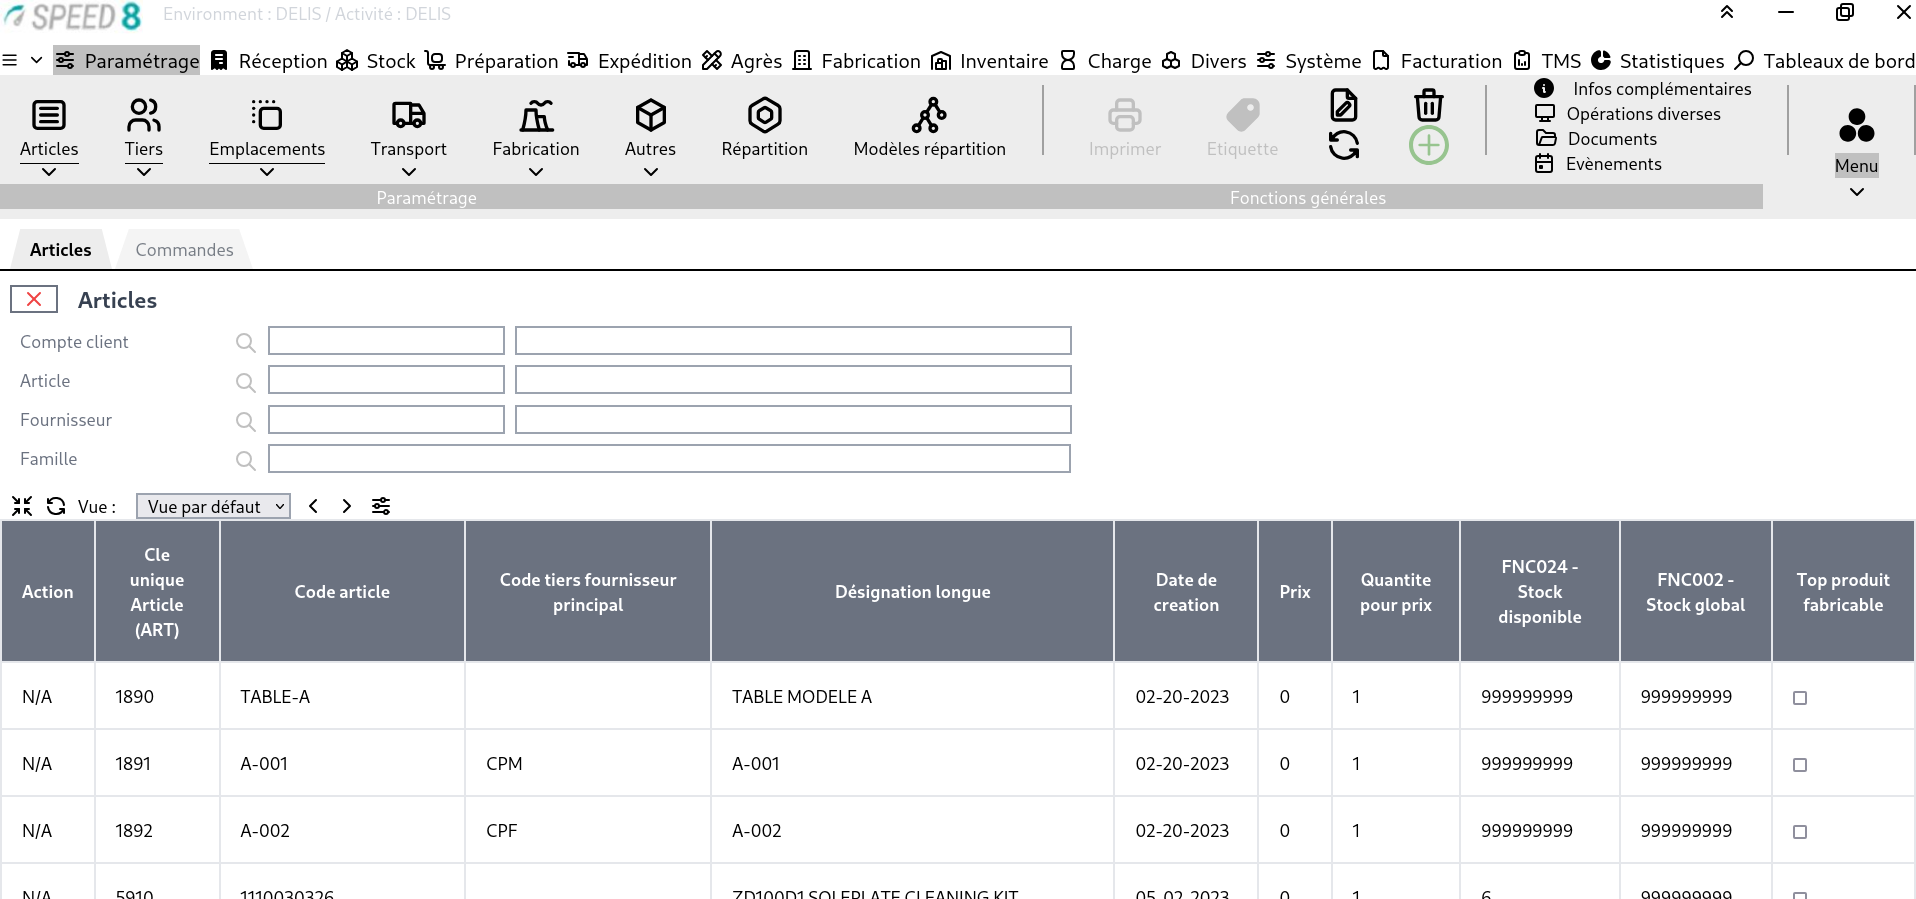 SPEED 8 Environment : DELIS / Activité : DELIS
Paramétrage Réception Stock Préparation Expédition Agrès Fabrication Inventaire Charge Divers Système Facturation TMS Statistiques Tableaux de bord
Articles Tiers Emplacements Transport Fabrication Autres Répartition Modèles répartition Imprimer Etiquette
Infos complémentaires
Opérations diverses
Documents
Evènements
Menu
Paramétrage Fonctions générales
Articles Commandes
Articles
Compte client
Article
Fournisseur
Famille
Vue : Vue par défaut
Action
Cle
unique
Article
(ART)
Code article
Code tiers fournisseur
principal
Désignation longue
Date de
creation
Prix
Quantite
pour prix
FNC024 -
Stock
disponible
FNC002 -
Stock global
Top produit
fabricable
N/A 1890 TABLE-A TABLE MODELE A 02-20-2023 0 1 999999999 999999999
N/A 1891 A-001 CPM A-001 02-20-2023 0 1 999999999 999999999
N/A 1892 A-002 CPF A-002 02-20-2023 0 1 999999999 999999999
N/A 5910 1110030326 ZD100D1 SOLEPLATE CLEANING KIT 05-02-2023 0 1 6 999999999